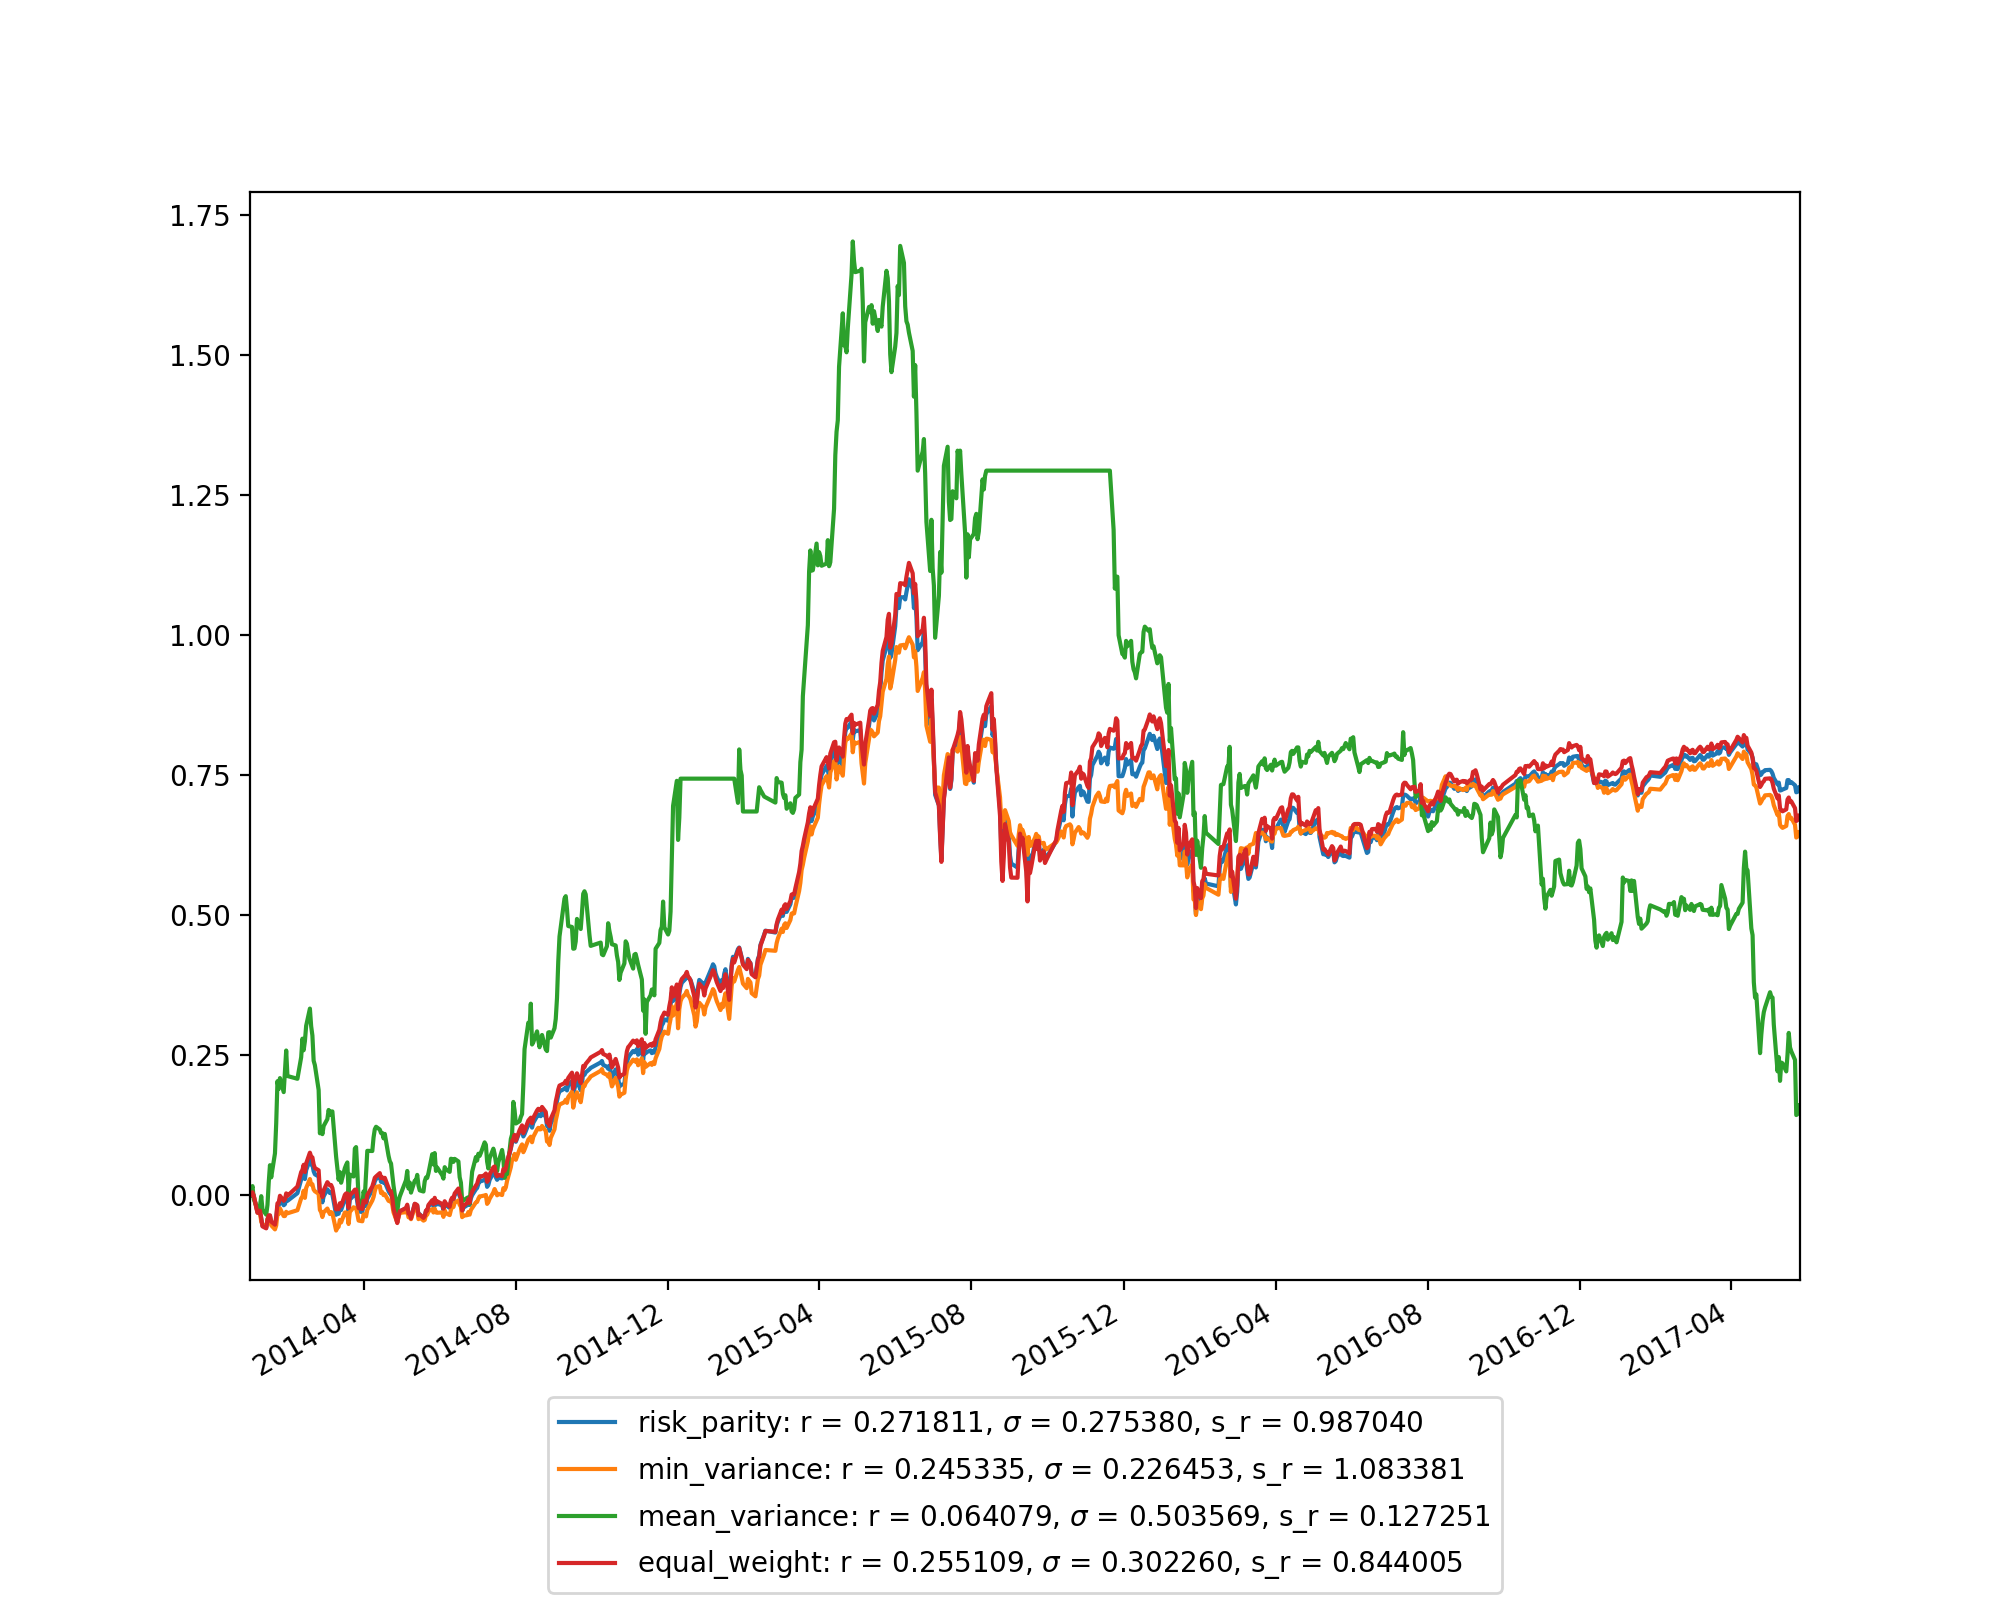 1.75
1.50
1.25
1.00
0.75
0.50
0.25
0.00
2014-04 2014-08 2014-12 2015-04 2015-08 2015-12 2016-04 2016-08 2016-12 2017-04
risk_parity: r = 0.271811, σ = 0.275380, s_r = 0.987040
min_variance: r = 0.245335, σ = 0.226453, s_r = 1.083381
mean_variance: r = 0.064079, σ = 0.503569, s_r = 0.127251
equal_weight: r = 0.255109, σ = 0.302260, s_r = 0.844005